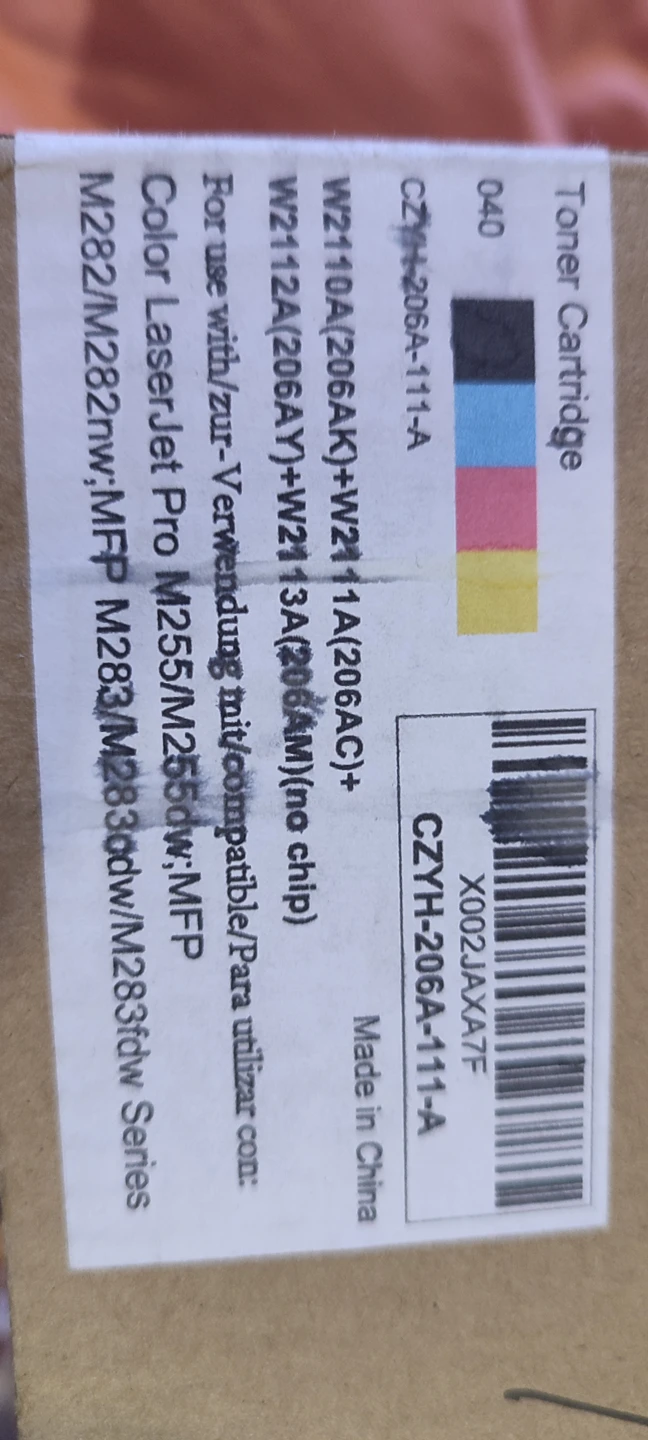 Toner Cartridge
040
X002JAXA7F
CZYH-206A-111-A
CZYH-206A-111-A
Made in China
W2110A(206AK)+W2111A(206AC)+
W2112A(206AY)+W2113A(206AM)(no chip)
For use with/zur-Verwendung mit/compatible/Para utilizar con:
Color LaserJet Pro M255/M255dw;MFP
M282/M282nw;MFP M283/M283cdw/M283fdw Series